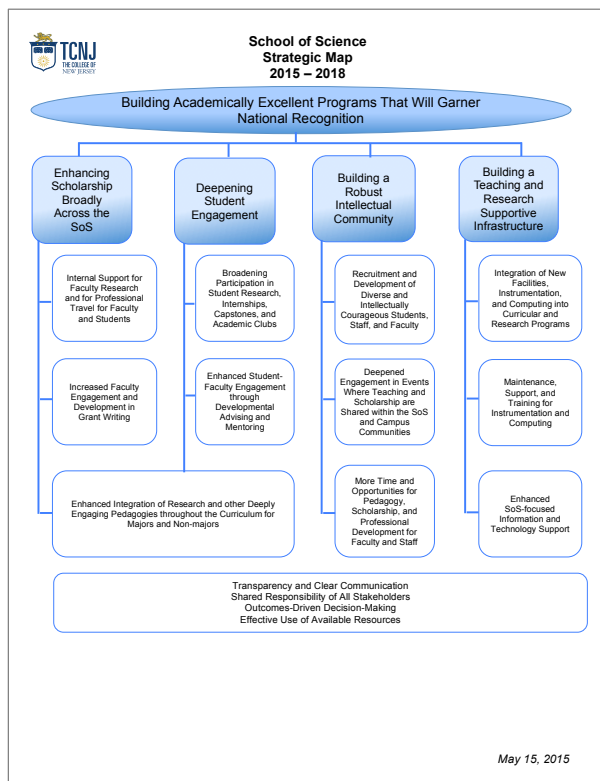 TCNJ
THE COLLEGE OF
NEW JERSEY
School of Science
Strategic Map
2015 – 2018
Building Academically Excellent Programs That Will Garner
National Recognition
Enhancing
Scholarship
Broadly
Across the
SoS
Deepening
Student
Engagement
Building a
Robust
Intellectual
Community
Building a
Teaching and
Research
Supportive
Infrastructure
Internal Support for
Faculty Research
and for Professional
Travel for Faculty
and Students
Broadening
Participation in
Student Research,
Internships,
Capstones, and
Academic Clubs
Recruitment and
Development of
Diverse and
Intellectually
Courageous Students,
Staff, and Faculty
Integration of New
Facilities,
Instrumentation,
and Computing into
Curricular and
Research Programs
Increased Faculty
Engagement and
Development in
Grant Writing
Enhanced Student-
Faculty Engagement
through
Developmental
Advising and
Mentoring
Deepened
Engagement in Events
Where Teaching and
Scholarship are
Shared within the SoS
and Campus
Communities
Maintenance,
Support, and
Training for
Instrumentation and
Computing
Enhanced Integration of Research and other Deeply
Engaging Pedagogies throughout the Curriculum for
Majors and Non-majors
More Time and
Opportunities for
Pedagogy,
Scholarship, and
Professional
Development for
Faculty and Staff
Enhanced
SoS-focused
Information and
Technology Support
Transparency and Clear Communication
Shared Responsibility of All Stakeholders
Outcomes-Driven Decision-Making
Effective Use of Available Resources
May 15, 2015